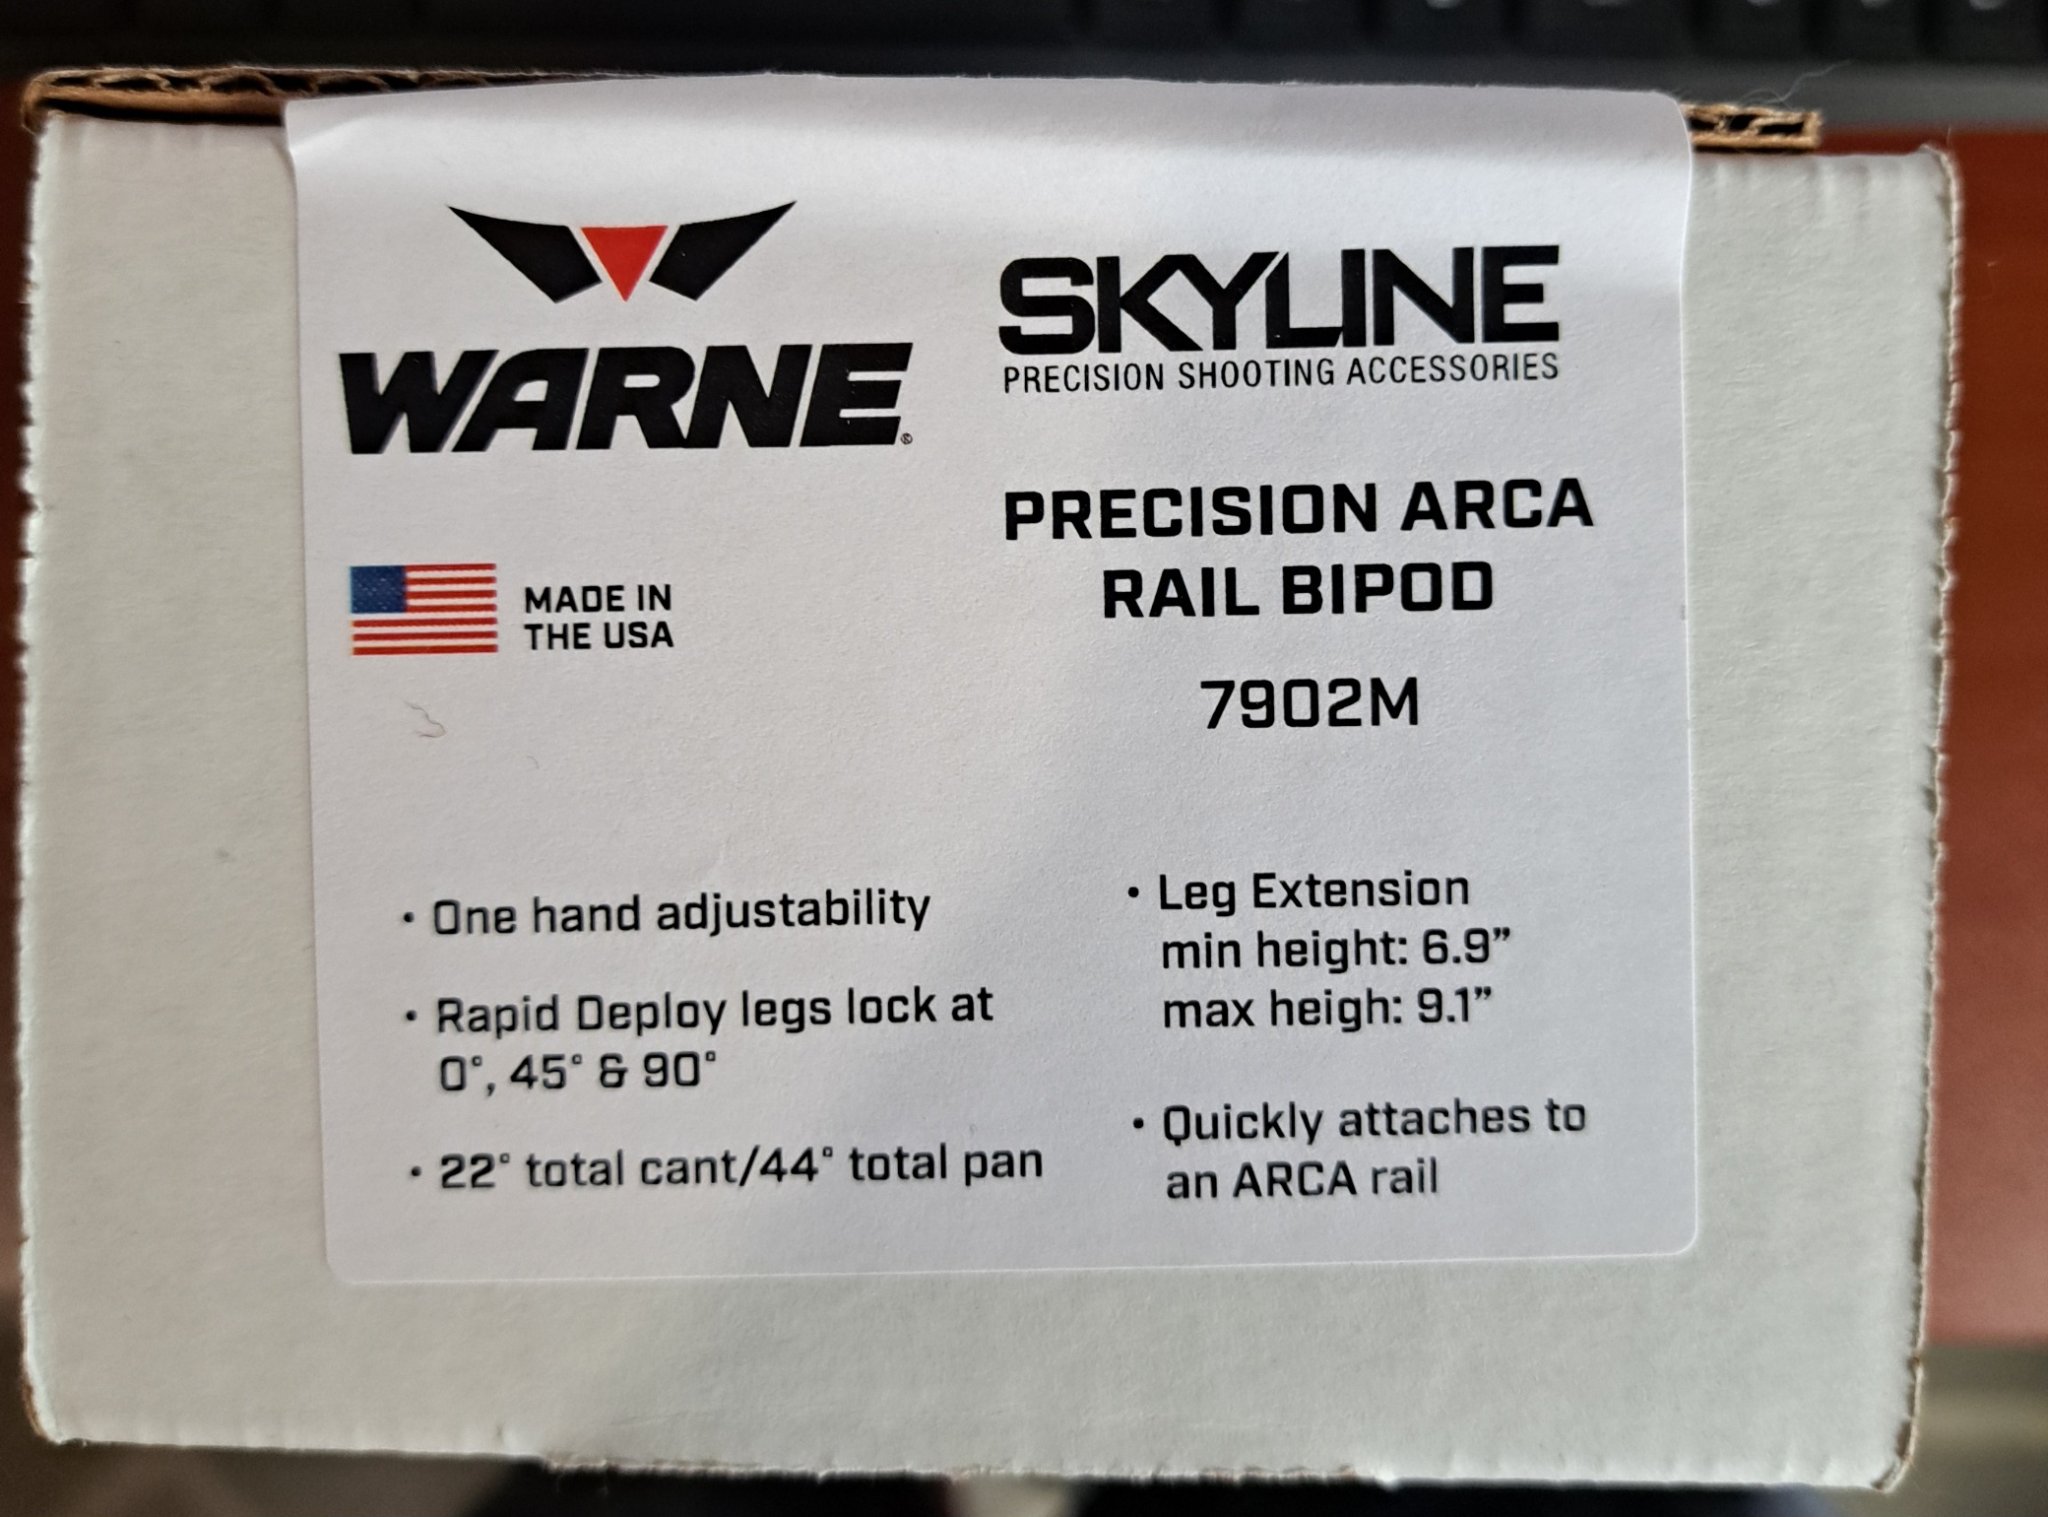 WARNE®
SKYLINE
PRECISION SHOOTING ACCESSORIES
MADE IN
THE USA
PRECISION ARCA
RAIL BIPOD
7902M
• One hand adjustability
• Rapid Deploy legs lock at
0°, 45° & 90°
• 22° total cant/44° total pan
• Leg Extension
min height: 6.9”
max heigh: 9.1”
• Quickly attaches to
an ARCA rail